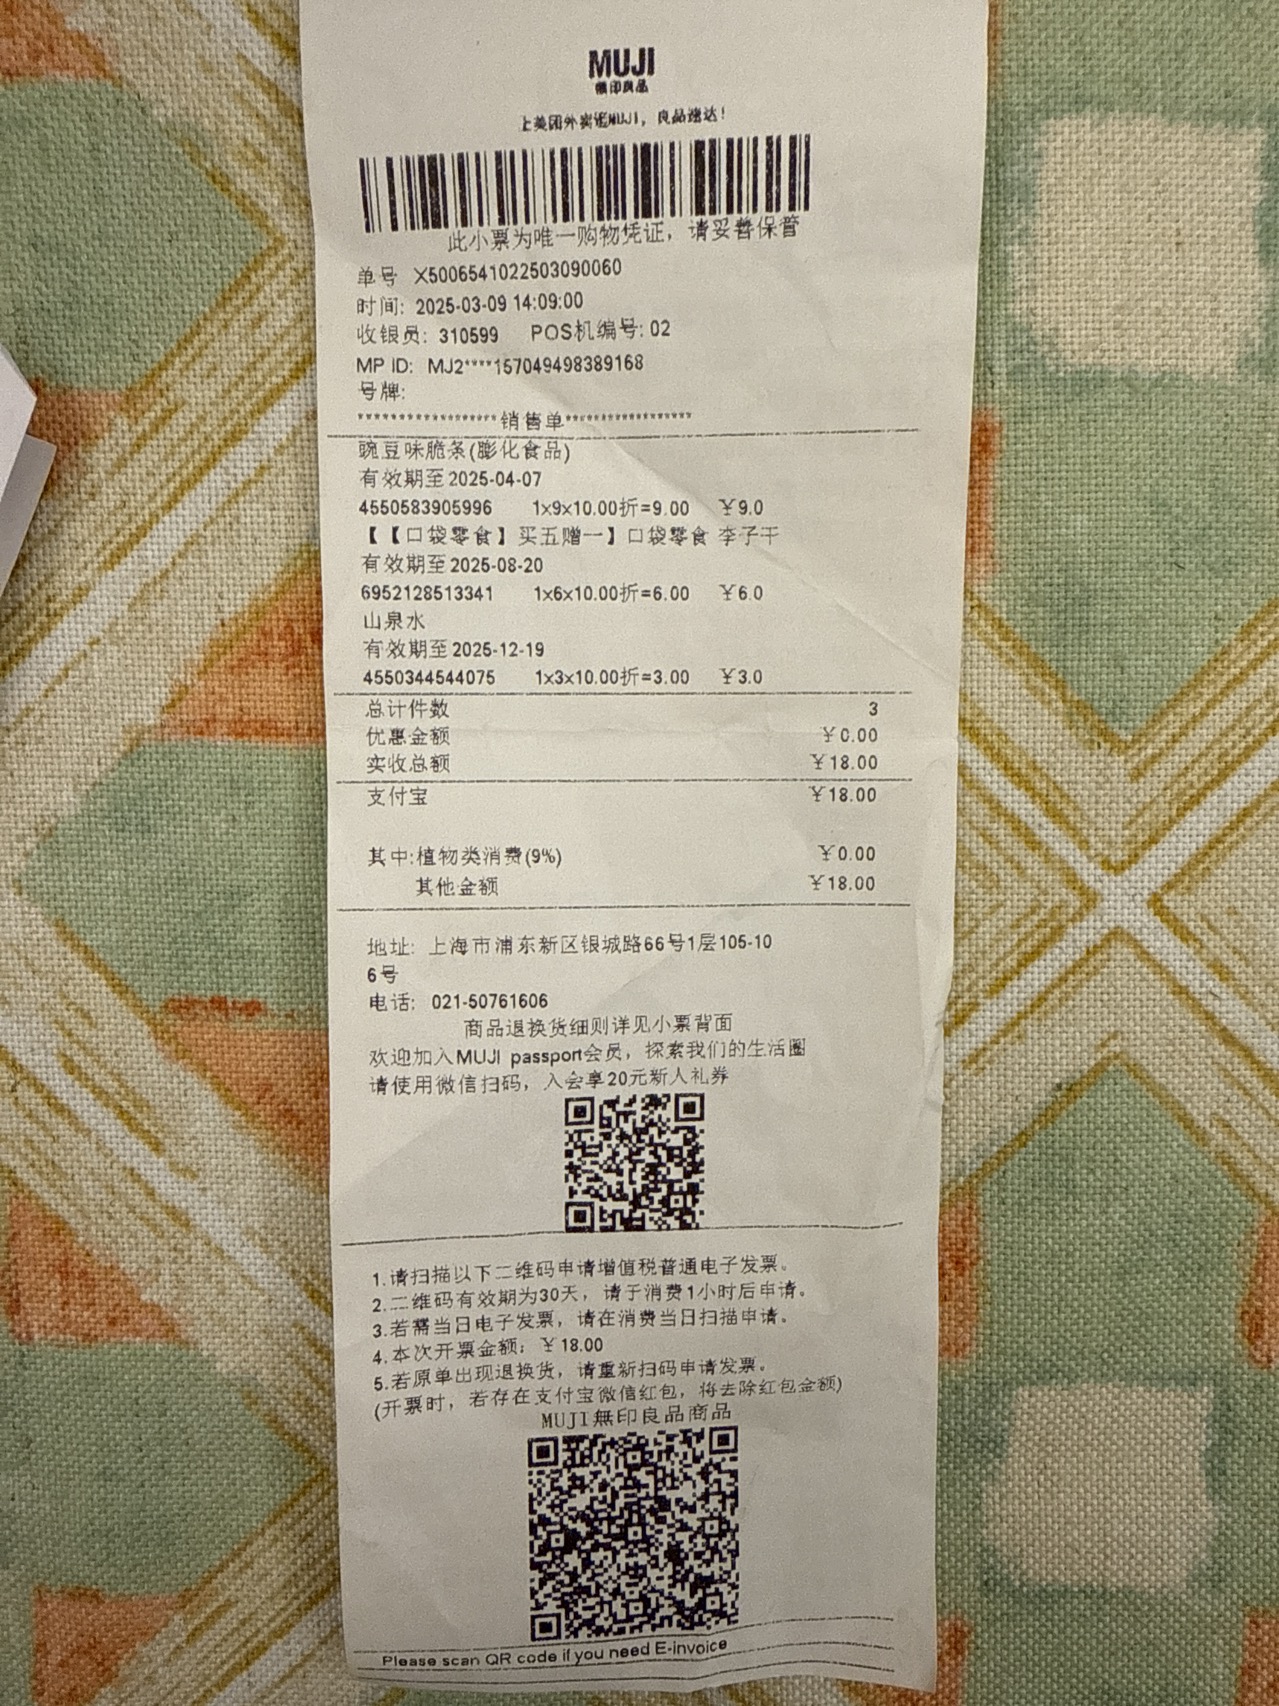 MUJI
無印良品
上美团外卖逛MUJI，良品速达！
此小票为唯一购物凭证，请妥善保管
单号 X5006541022503090060
时间: 2025-03-09 14:09:00
收银员: 310599 POS机编号: 02
MP ID: MJ2****157049498389168
号牌:
******************销售单******************
豌豆味脆条(膨化食品)
有效期至2025-04-07
4550583905996 1x9x10.00折=9.00 ￥9.0
【【口袋零食】买五赠一】口袋零食 李子干
有效期至2025-08-20
6952128513341 1x6x10.00折=6.00 ￥6.0
山泉水
有效期至2025-12-19
4550344544075 1x3x10.00折=3.00 ￥3.0
总计件数 3
优惠金额 ￥0.00
实收总额 ￥18.00
支付宝 ￥18.00
其中:植物类消费(9%) ￥0.00
其他金额 ￥18.00
地址: 上海市浦东新区银城路66号1层105-10
6号
电话: 021-50761606
商品退换货细则详见小票背面
欢迎加入MUJI passport会员，探索我们的生活圈
请使用微信扫码，入会享20元新人礼券
1.请扫描以下二维码申请增值税普通电子发票。
2.二维码有效期为30天，请于消费1小时后申请。
3.若需当日电子发票，请在消费当日扫描申请。
4.本次开票金额: ￥18.00
5.若原单出现退换货，请重新扫码申请发票。
(开票时，若存在支付宝微信红包，将去除红包金额)
MUJI無印良品商品
Please scan QR code if you need E-invoice